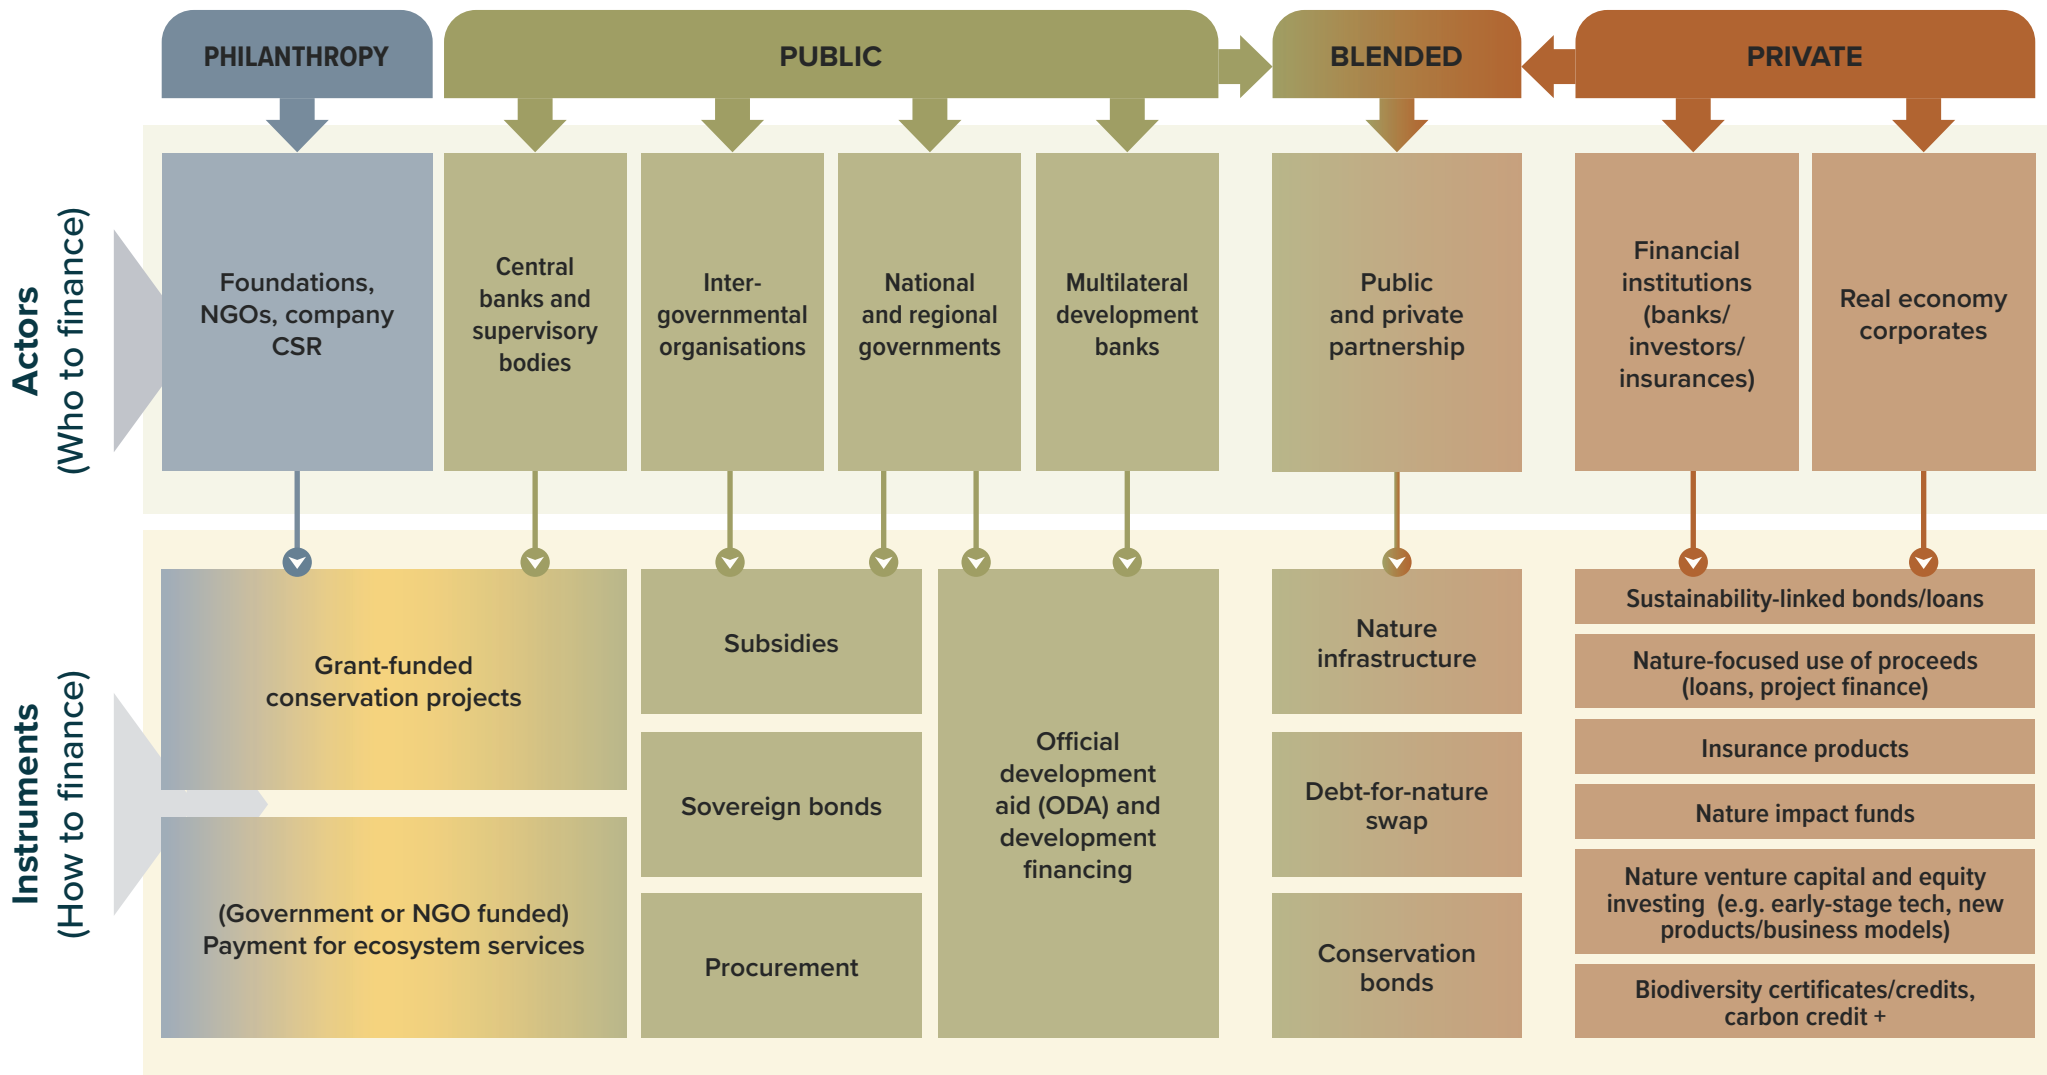 PHILANTHROPY
PUBLIC
BLENDED
PRIVATE
Actors
(Who to finance)
Foundations,
NGOs, company
CSR
Central
banks and
supervisory
bodies
Inter-
governmental
organisations
National
and regional
governments
Multilateral
development
banks
Public
and private
partnership
Financial
institutions
(banks/
investors/
insurances)
Real economy
corporates
Instruments
(How to finance)
Grant-funded
conservation projects
(Government or NGO funded)
Payment for ecosystem services
Subsidies
Sovereign bonds
Procurement
Official
development
aid (ODA) and
development
financing
Nature
infrastructure
Debt-for-nature
swap
Conservation
bonds
Sustainability-linked bonds/loans
Nature-focused use of proceeds
(loans, project finance)
Insurance products
Nature impact funds
Nature venture capital and equity
investing (e.g. early-stage tech, new
products/business models)
Biodiversity certificates/credits,
carbon credit +